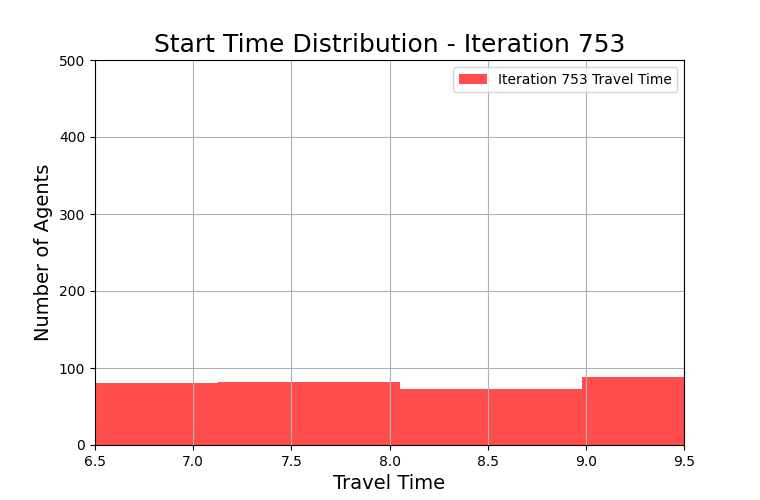 Start Time Distribution - Iteration 753
Iteration 753 Travel Time
500
400
300
200
100
0
Number of Agents
6.5 7.0 7.5 8.0 8.5 9.0 9.5
Travel Time